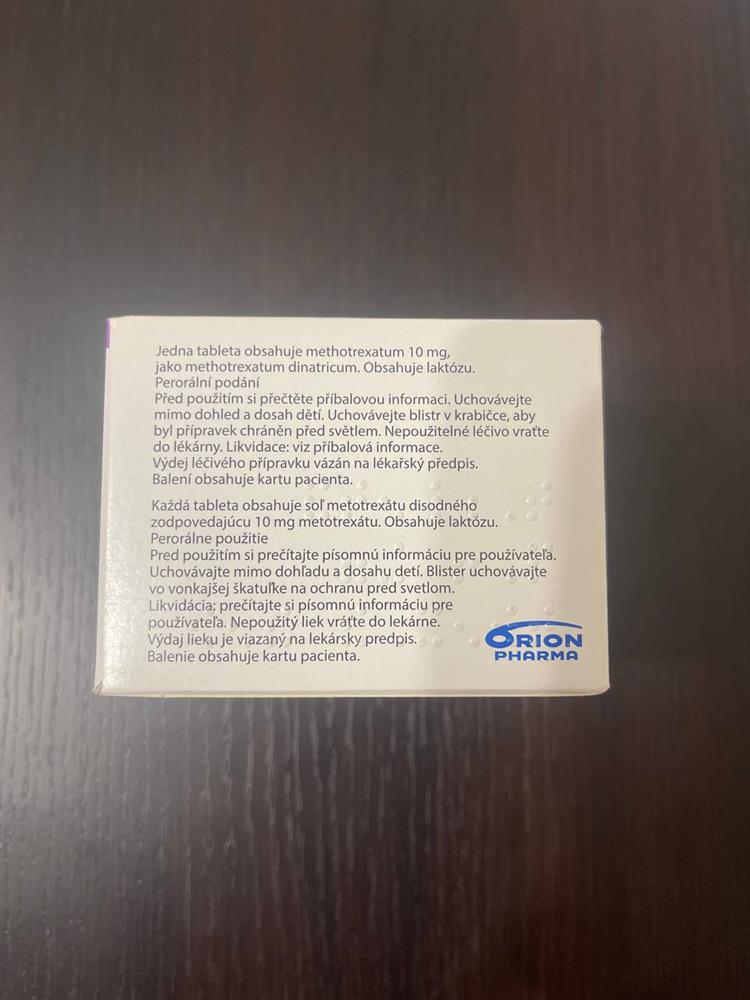 Jedna tableta obsahuje methotrexatum 10 mg,
jako methotrexatum dinatricum. Obsahuje laktózu.
Perorální podání
Před použitím si přečtěte příbalovou informaci. Uchovávejte
mimo dohled a dosah dětí. Uchovávejte blistr v krabičce, aby
byl přípravek chráněn před světlem. Nepoužitelné léčivo vraťte
do lékárny. Likvidace: viz příbalová informace.
Výdej léčivého přípravku vázán na lékařský předpis.
Balení obsahuje kartu pacienta.
Každá tableta obsahuje soľ metotrexátu disodného
zodpovedajúcu 10 mg metotrexátu. Obsahuje laktózu.
Perorálne použitie
Pred použitím si prečítajte písomnú informáciu pre používateľa.
Uchovávajte mimo dohľadu a dosahu detí. Blister uchovávajte
vo vonkajšej škatuľke na ochranu pred svetlom.
Likvidácia: prečítajte si písomnú informáciu pre
používateľa. Nepoužitý liek vráťte do lekárne.
Výdaj lieku je viazaný na lekársky predpis.
Balenie obsahuje kartu pacienta.
ORION
PHARMA